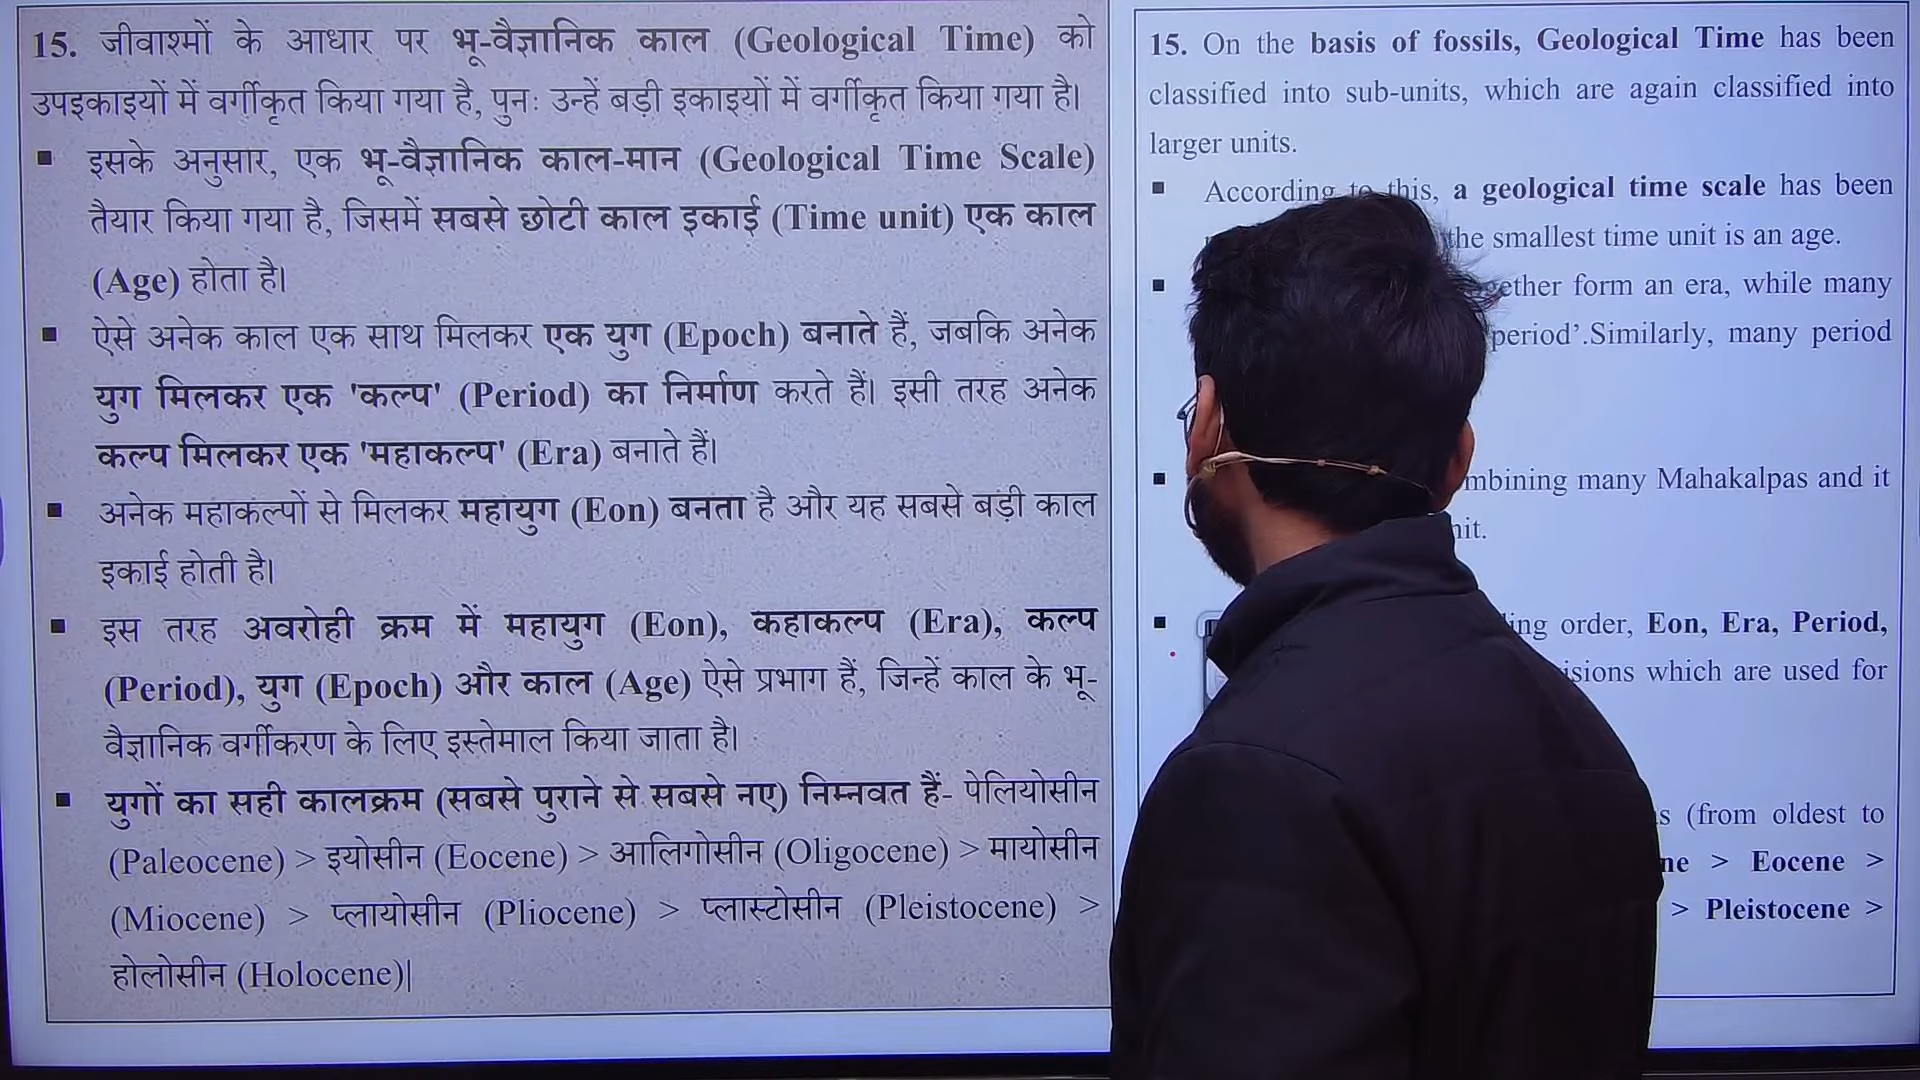 15. जीवाश्मों के आधार पर भू-वैज्ञानिक काल (Geological Time) को
उपइकाइयों में वर्गीकृत किया गया है, पुनः उन्हें बड़ी इकाइयों में वर्गीकृत किया गया है।
▪ इसके अनुसार, एक भू-वैज्ञानिक काल-मान (Geological Time Scale)
तैयार किया गया है, जिसमें सबसे छोटी काल इकाई (Time unit) एक काल
(Age) होता है।
▪ ऐसे अनेक काल एक साथ मिलकर एक युग (Epoch) बनाते हैं, जबकि अनेक
युग मिलकर एक 'कल्प' (Period) का निर्माण करते हैं। इसी तरह अनेक
कल्प मिलकर एक 'महाकल्प' (Era) बनाते हैं।
▪ अनेक महाकल्पों से मिलकर महायुग (Eon) बनता है और यह सबसे बड़ी काल
इकाई होती है।
▪ इस तरह अवरोही क्रम में महायुग (Eon), कहाकल्प (Era), कल्प
(Period), युग (Epoch) और काल (Age) ऐसे प्रभाग हैं, जिन्हें काल के भू-
वैज्ञानिक वर्गीकरण के लिए इस्तेमाल किया जाता है।
▪ युगों का सही कालक्रम (सबसे पुराने से सबसे नए) निम्नवत हैं- पेलियोसीन
(Paleocene) > इयोसीन (Eocene) > आलिगोसीन (Oligocene) > मायोसीन
(Miocene) > प्लायोसीन (Pliocene) > प्लास्टोसीन (Pleistocene) >
होलोसीन (Holocene)|
15. On the basis of fossils, Geological Time has been
classified into sub-units, which are again classified into
larger units.
▪ According to this, a geological time scale has been
the smallest time unit is an age.
▪ form an era, while many
period'.Similarly, many period
▪ many Mahakalpas and it
▪ order, Eon, Era, Period,
which are used for
(from oldest to
> Eocene >
> Pleistocene >